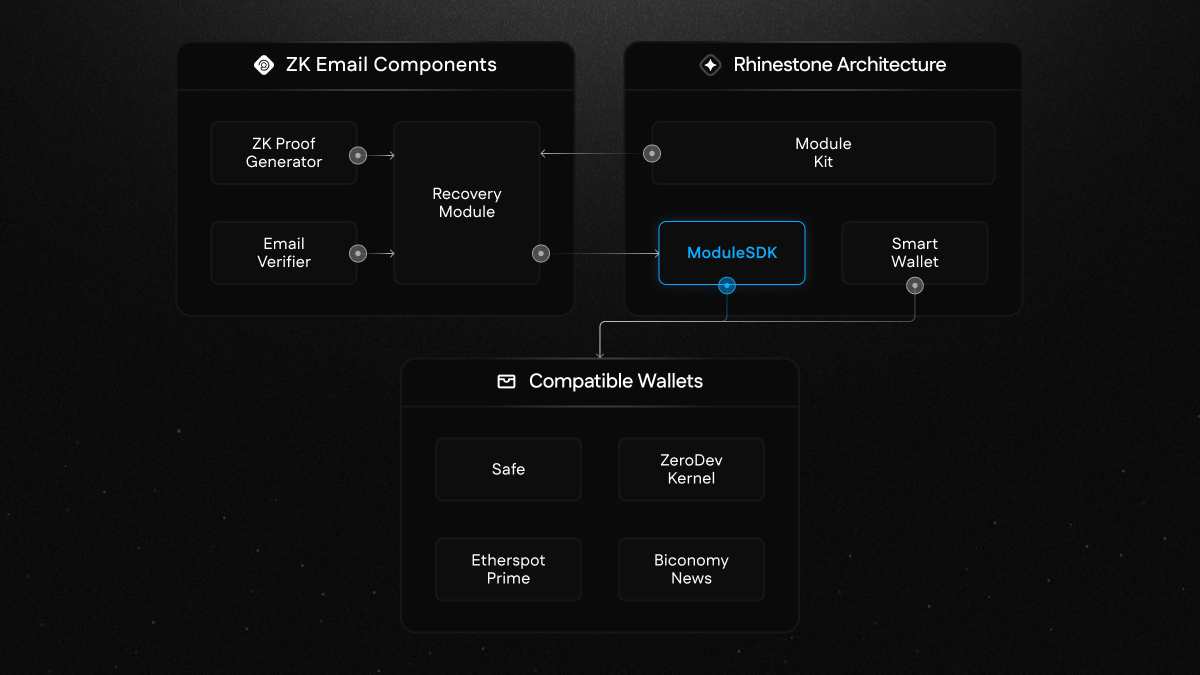 ZK Email Components
ZK Proof
Generator
Email
Verifier
Recovery
Module
Rhinestone Architecture
Module
Kit
ModuleSDK
Smart
Wallet
Compatible Wallets
Safe
ZeroDev
Kernel
Etherspot
Prime
Biconomy
News